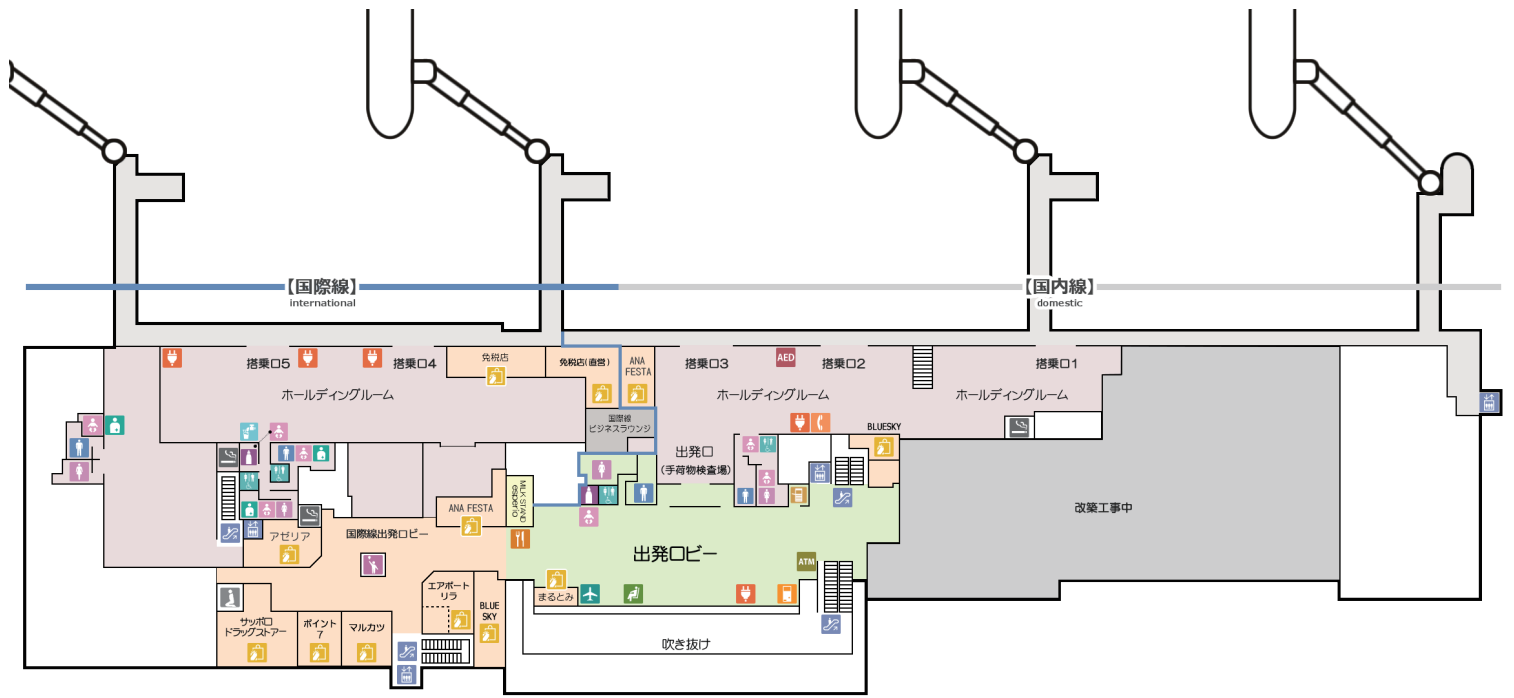 【国際線】
international
【国内線】
domestic
搭乗口5
搭乗口4
免税店
免税店(直営)
ANA
FESTA
搭乗口3
AED
搭乗口2
搭乗口1
ホールディングルーム
ホールディングルーム
ホールディングルーム
国際線
ビジネスラウンジ
BLUESKY
出発口
(手荷物検査場)
MILK STAND
esperio
ANA FESTA
改築工事中
アゼリア
国際線出発ロビー
出発ロビー
ATM
エアポート
リラ
まるとみ
BLUE
SKY
サッポロ
ドラッグストアー
ポイント
7
マルカツ
吹き抜け